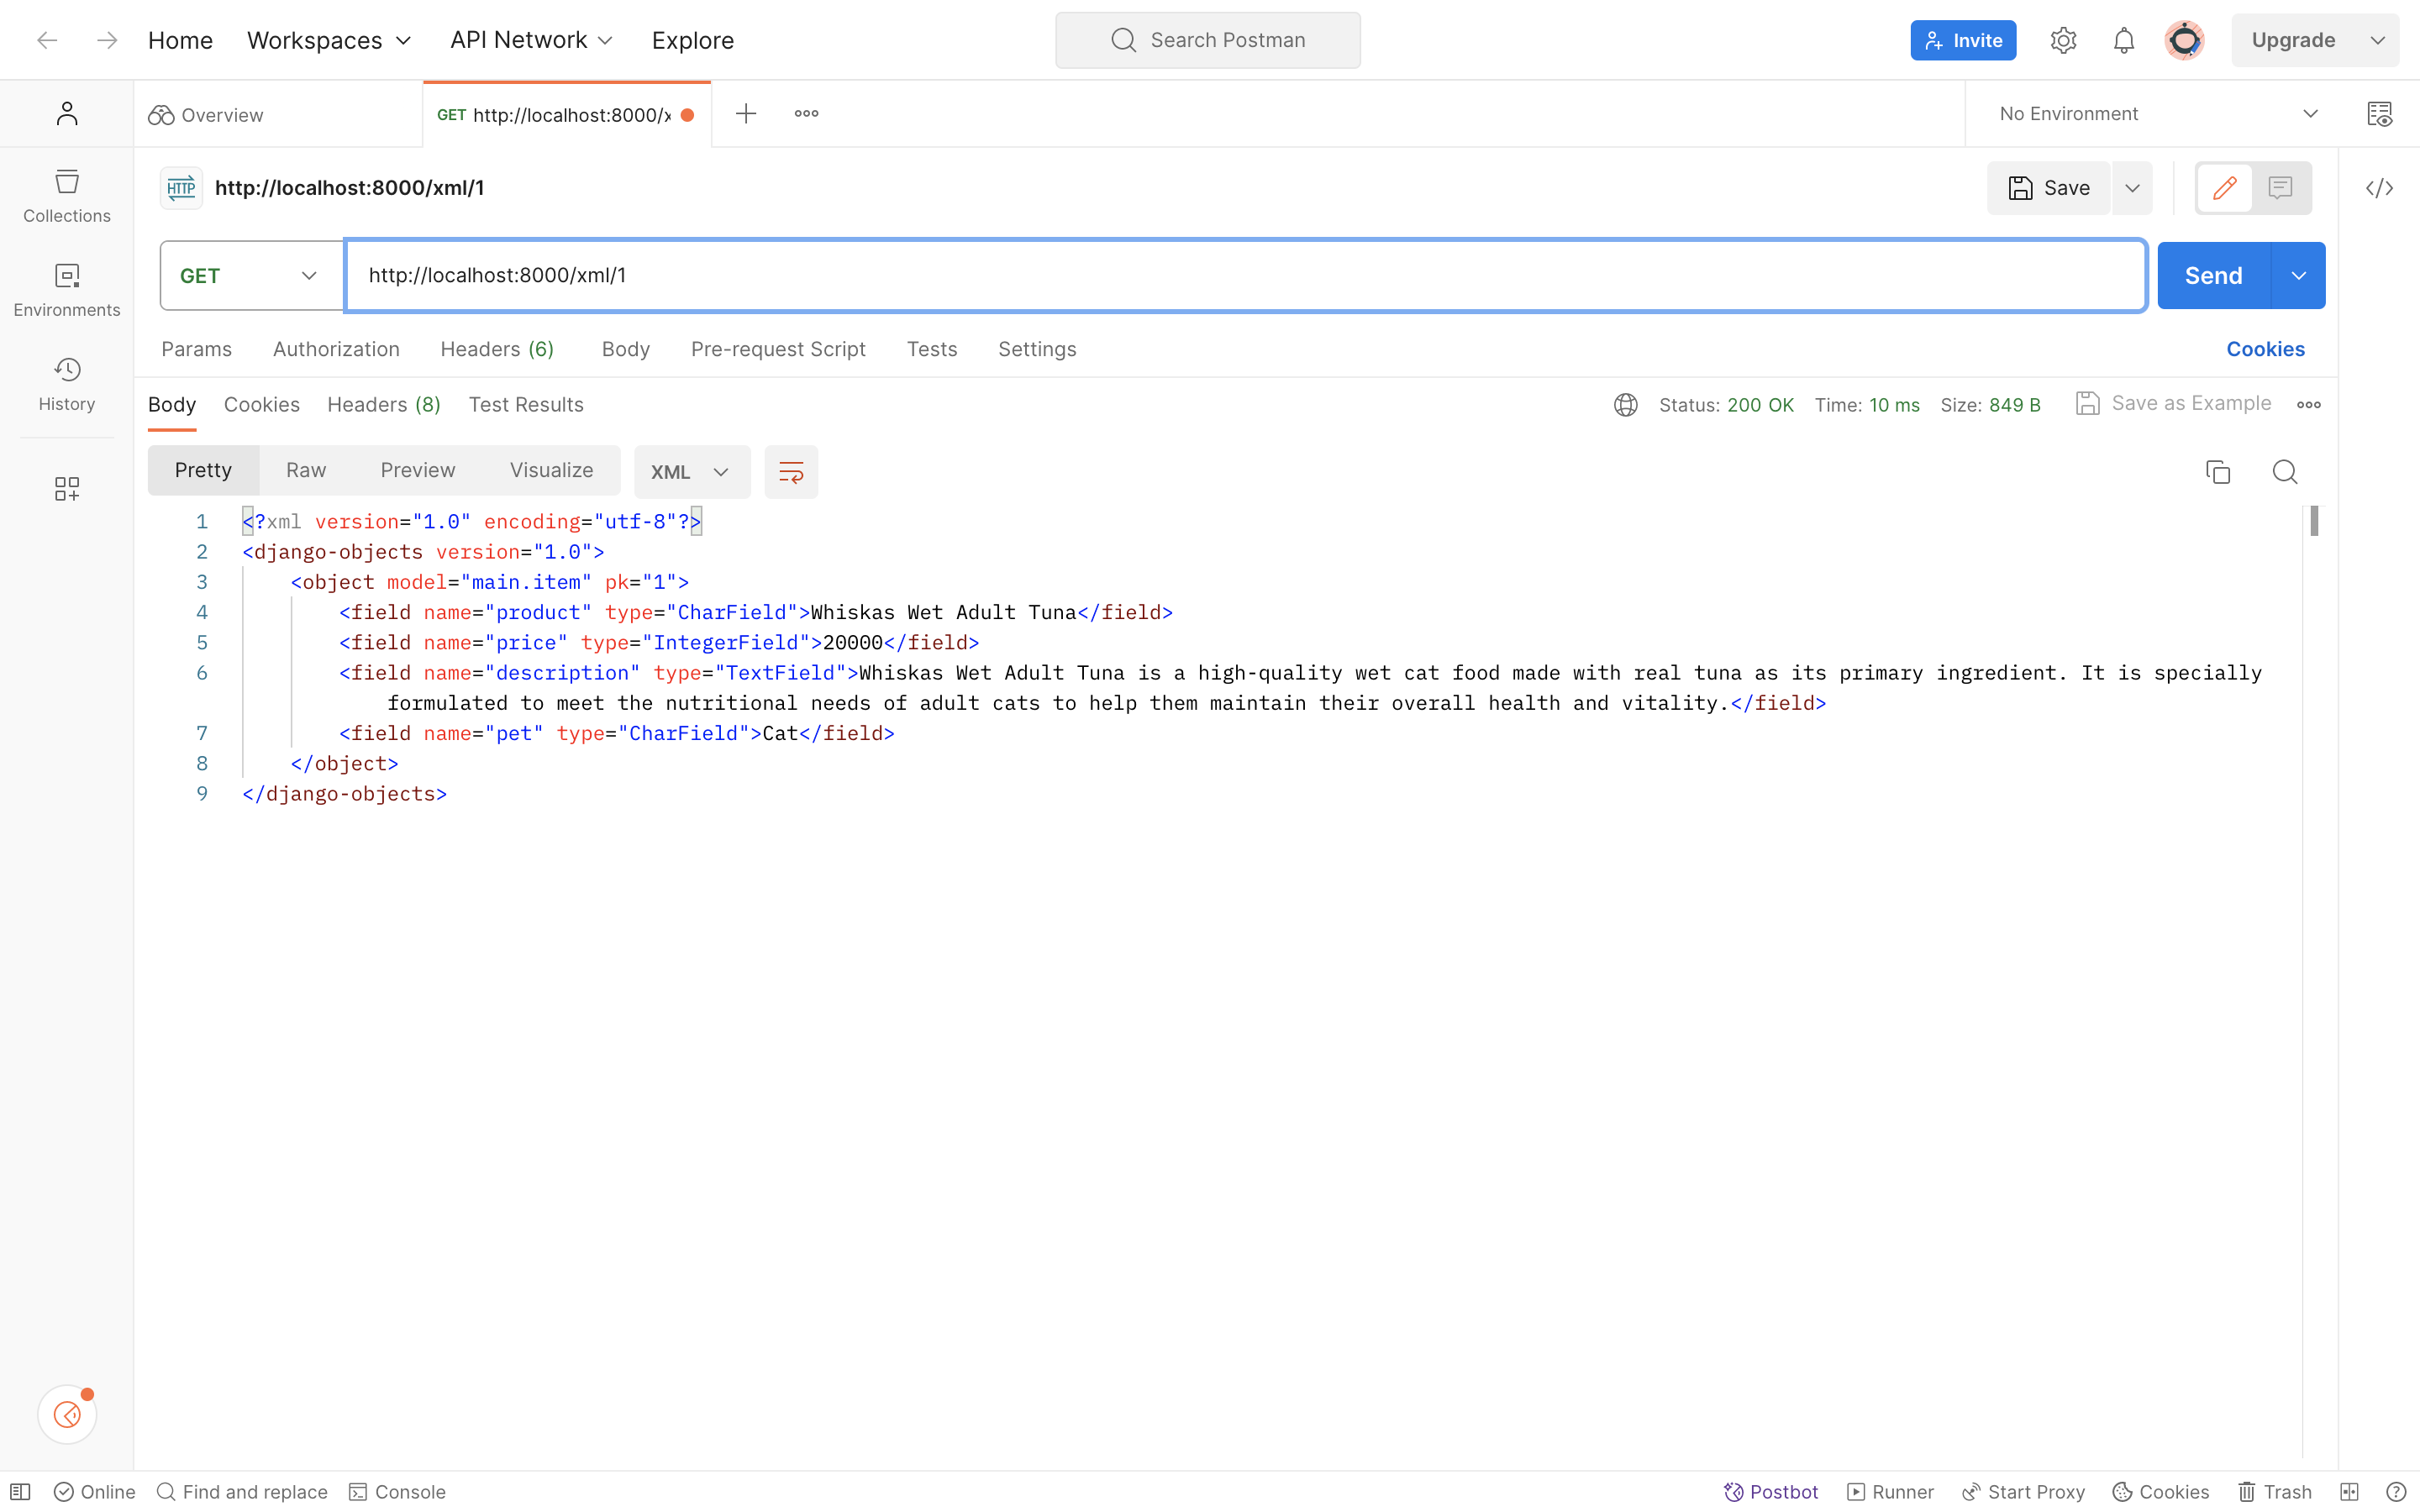 Home Workspaces API Network Explore Search Postman Invite Upgrade
Overview GET http://localhost:8000/x No Environment
HTTP http://localhost:8000/xml/1 Save
Collections
GET http://localhost:8000/xml/1 Send
Environments
Params Authorization Headers (6) Body Pre-request Script Tests Settings Cookies
History
Body Cookies Headers (8) Test Results Status: 200 OK Time: 10 ms Size: 849 B Save as Example
Pretty Raw Preview Visualize XML
1 <?xml version="1.0" encoding="utf-8"?>
2 <django-objects version="1.0">
3 <object model="main.item" pk="1">
4 <field name="product" type="CharField">Whiskas Wet Adult Tuna</field>
5 <field name="price" type="IntegerField">20000</field>
6 <field name="description" type="TextField">Whiskas Wet Adult Tuna is a high-quality wet cat food made with real tuna as its primary ingredient. It is specially
formulated to meet the nutritional needs of adult cats to help them maintain their overall health and vitality.</field>
7 <field name="pet" type="CharField">Cat</field>
8 </object>
9 </django-objects>
Online Find and replace Console Postbot Runner Start Proxy Cookies Trash